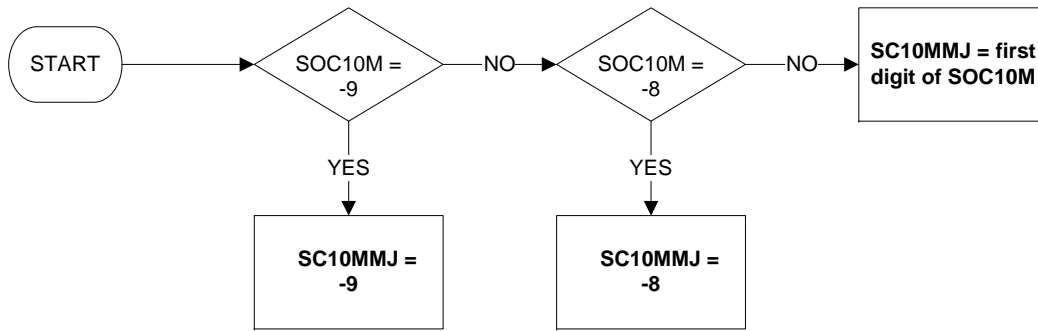 START
SOC10M =
-9
NO
SOC10M =
-8
NO
SC10MMJ = first
digit of SOC10M
YES
YES
SC10MMJ =
-9
SC10MMJ =
-8